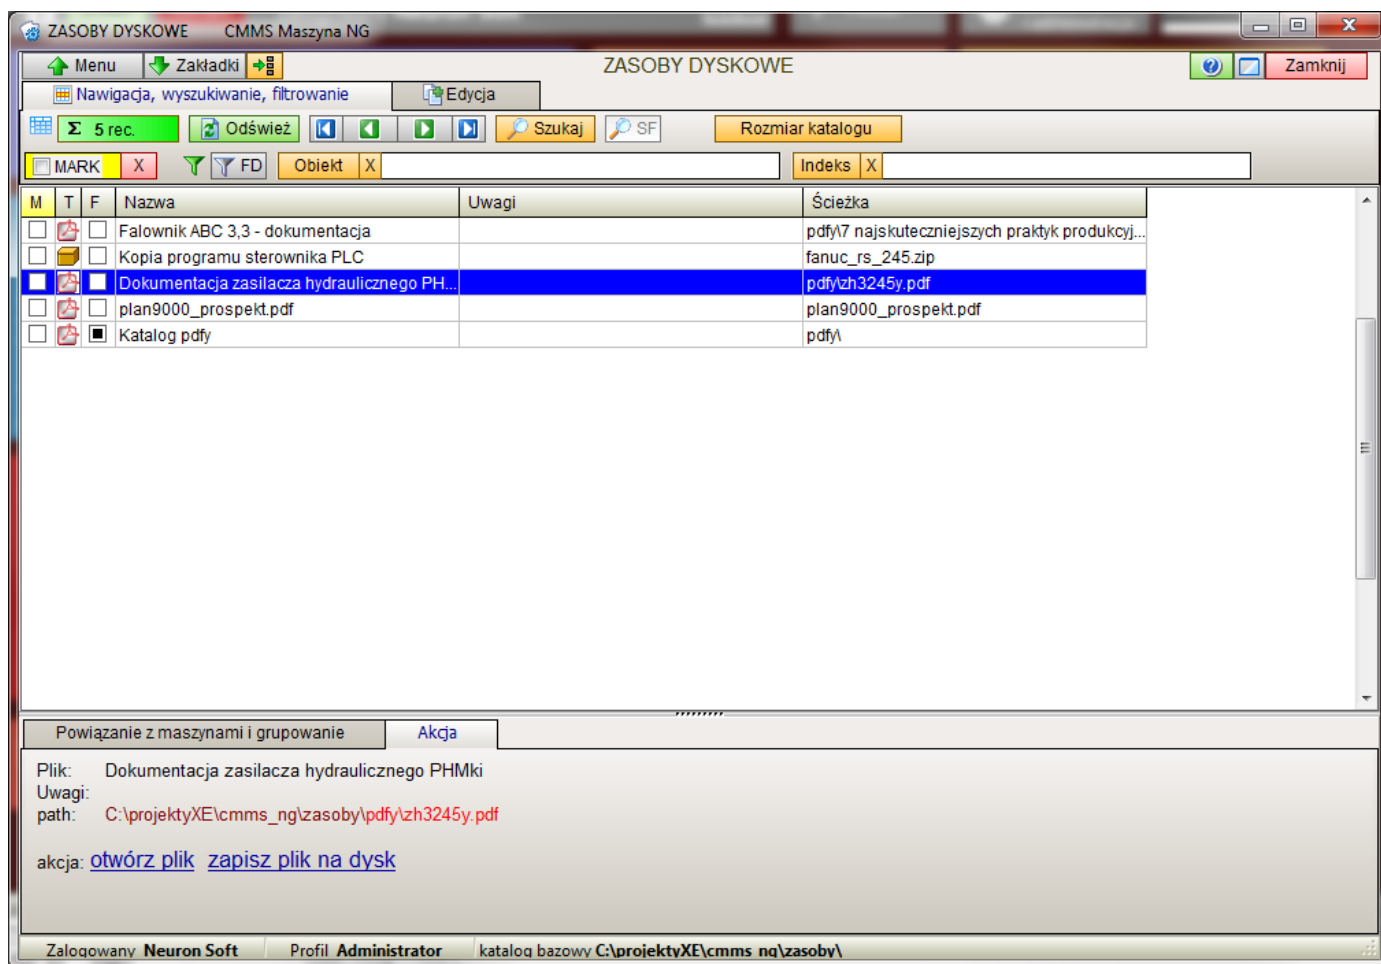 ZASOBY DYSKOWE CMMS Maszyna NG
Menu Zakładki ZASOBY DYSKOWE Zamknij
Nawigacja, wyszukiwanie, filtrowanie Edycja
Σ 5 rec. Odśwież Szukaj SF Rozmiar katalogu
MARK X FD Obiekt X Indeks X
M T F Nazwa Uwagi Ścieżka
Falownik ABC 3,3 - dokumentacja pdfy\7 najskuteczniejszych praktyk produkcyj...
Kopia programu sterownika PLC fanuc_rs_245.zip
Dokumentacja zasilacza hydraulicznego PH... pdfy\zh3245y.pdf
plan9000_prospekt.pdf plan9000_prospekt.pdf
Katalog pdfy pdfy\
Powiązanie z maszynami i grupowanie Akcja
Plik: Dokumentacja zasilacza hydraulicznego PHMki
Uwagi:
path: C:\projektyXE\cmms_ng\zasoby\pdfy\zh3245y.pdf
akcja: otwórz plik zapisz plik na dysk
Zalogowany Neuron Soft Profil Administrator katalog bazowy C:\projektyXE\cmms_ng\zasoby\